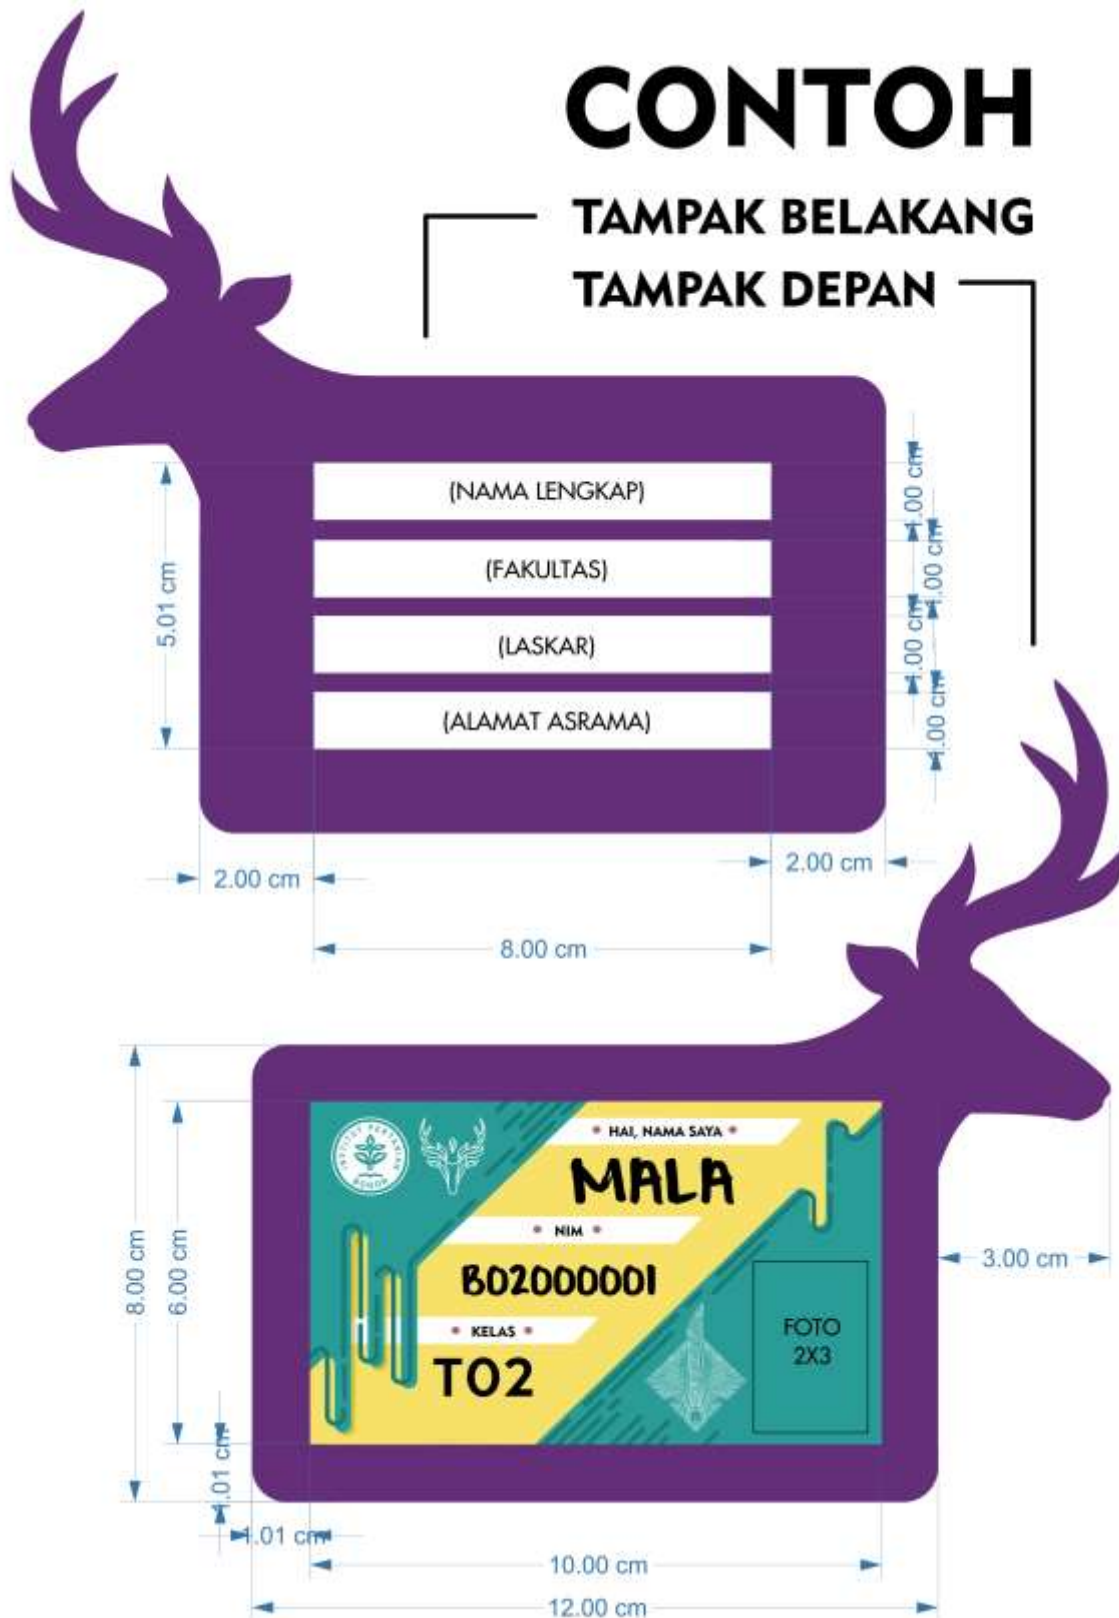 CONTOH
TAMPAK BELAKANG
TAMPAK DEPAN
(NAMA LENGKAP)
(FAKULTAS)
(LASKAR)
(ALAMAT ASRAMA)
5.01 cm
1.00 cm
1.00 cm
1.00 cm
1.00 cm
2.00 cm
2.00 cm
8.00 cm
INSTITUT PERTANIAN
BOGOR
• HAI, NAMA SAYA •
MALA
• NIM •
B02000001
• KELAS •
T02
FOTO
2X3
8.00 cm
6.00 cm
3.00 cm
1.01 cm
1.01 cm
10.00 cm
12.00 cm